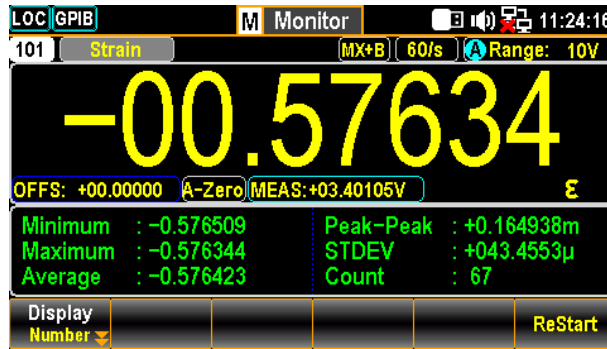 LOC GPIB M Monitor 11:24:16
101 Strain MX+B 60/s A Range: 10V
-00.57634
OFFS: +00.00000 A-Zero MEAS:+03.40105V ε
Minimum : -0.576509 Peak-Peak : +0.164938m
Maximum : -0.576344 STDEV : +043.4553µ
Average : -0.576423 Count : 67
Display
Number ReStart